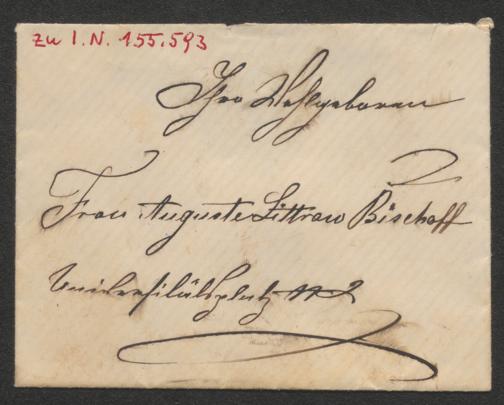 zu I.N. 155.593
Ihro Wohlgeboren
Frau Auguste Littrow Bischoff
Universitätsplatz No 2